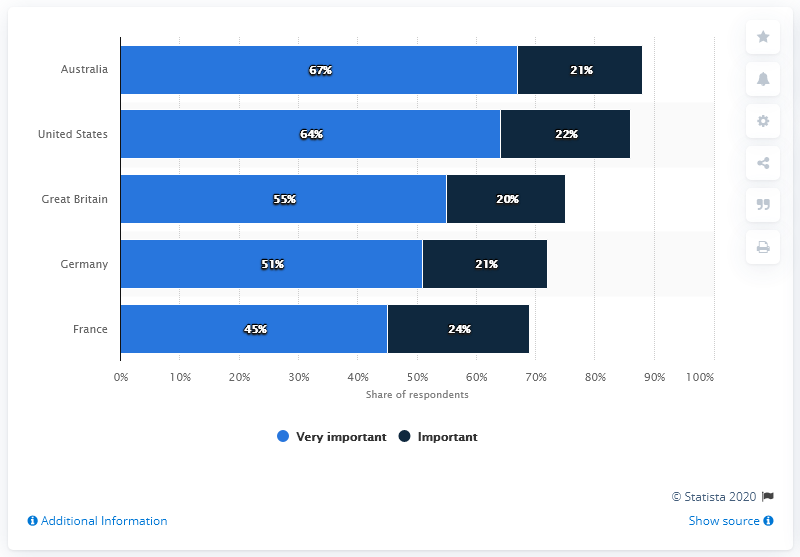 Australia 67% 21%
United States 64% 22%
Great Britain 55% 20%
Germany 51% 21%
France 45% 24%
0% 10% 20% 30% 40% 50% 60% 70% 80% 90% 100%
Share of respondents
Very important Important
© Statista 2020
Additional Information Show source